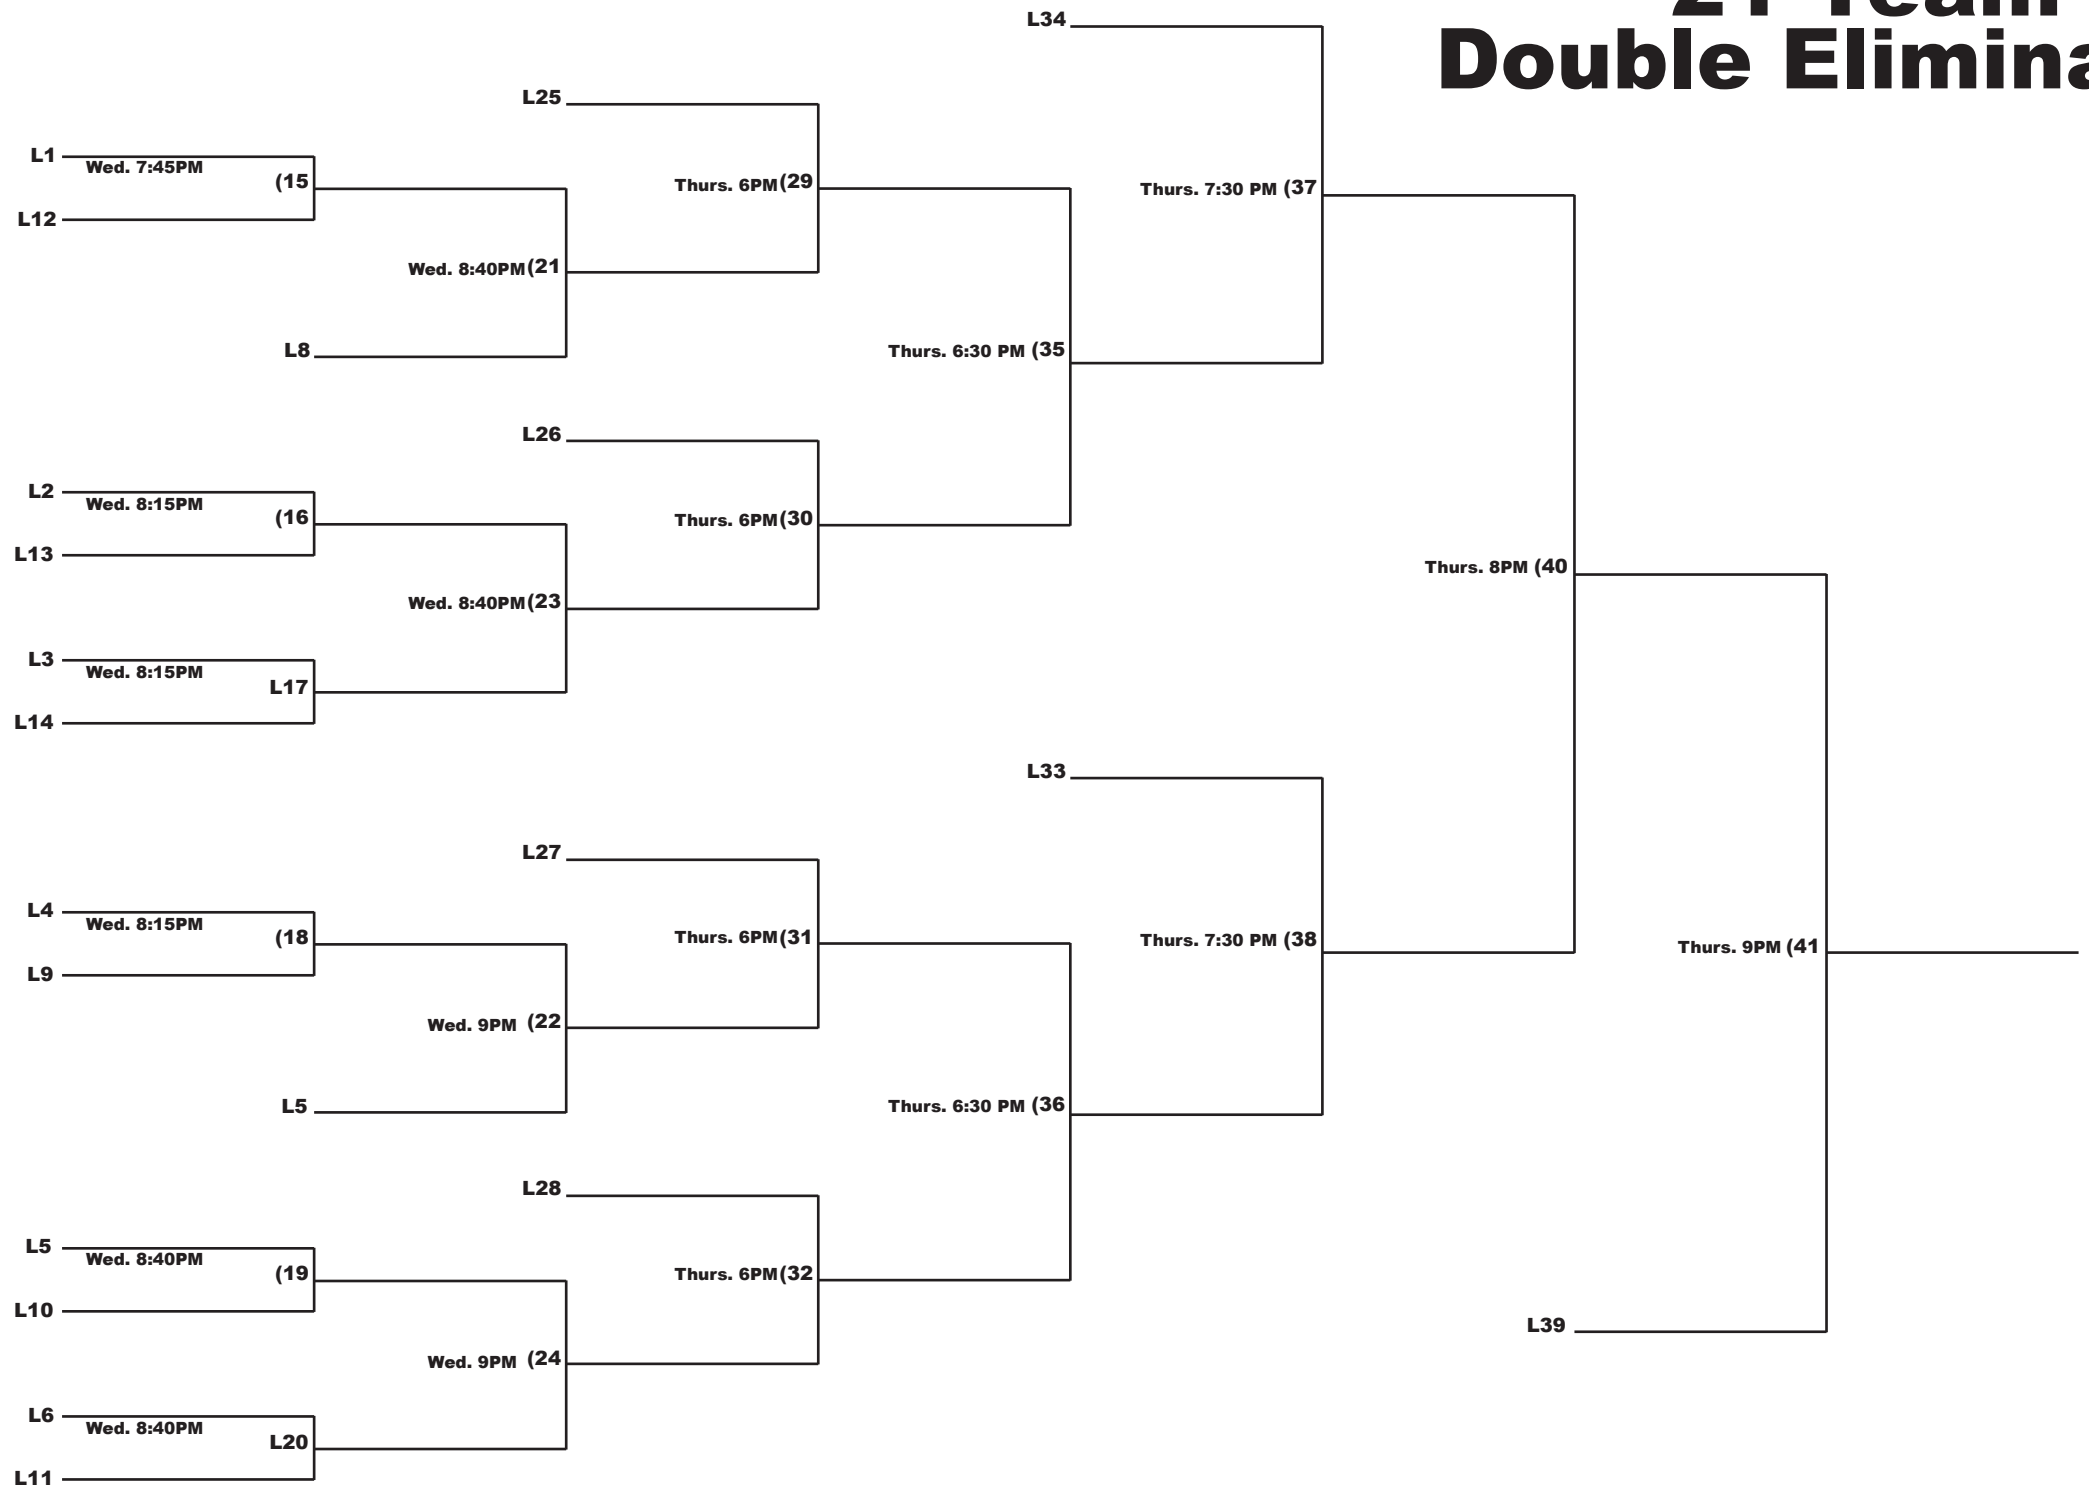 21 Team
Double Elimina
L34
L25
L1
Wed. 7:45PM
(15
L12
Thurs. 6PM(29
Thurs. 7:30 PM (37
Wed. 8:40PM(21
L8
Thurs. 6:30 PM (35
L26
L2
Wed. 8:15PM
(16
L13
Thurs. 6PM(30
Thurs. 8PM (40
Wed. 8:40PM(23
L3
Wed. 8:15PM
L17
L14
L33
L27
L4
Wed. 8:15PM
(18
L9
Thurs. 6PM(31
Thurs. 7:30 PM (38
Thurs. 9PM (41
Wed. 9PM (22
L5
Thurs. 6:30 PM (36
L28
L5
Wed. 8:40PM
(19
L10
Thurs. 6PM(32
L39
Wed. 9PM (24
L6
Wed. 8:40PM
L20
L11